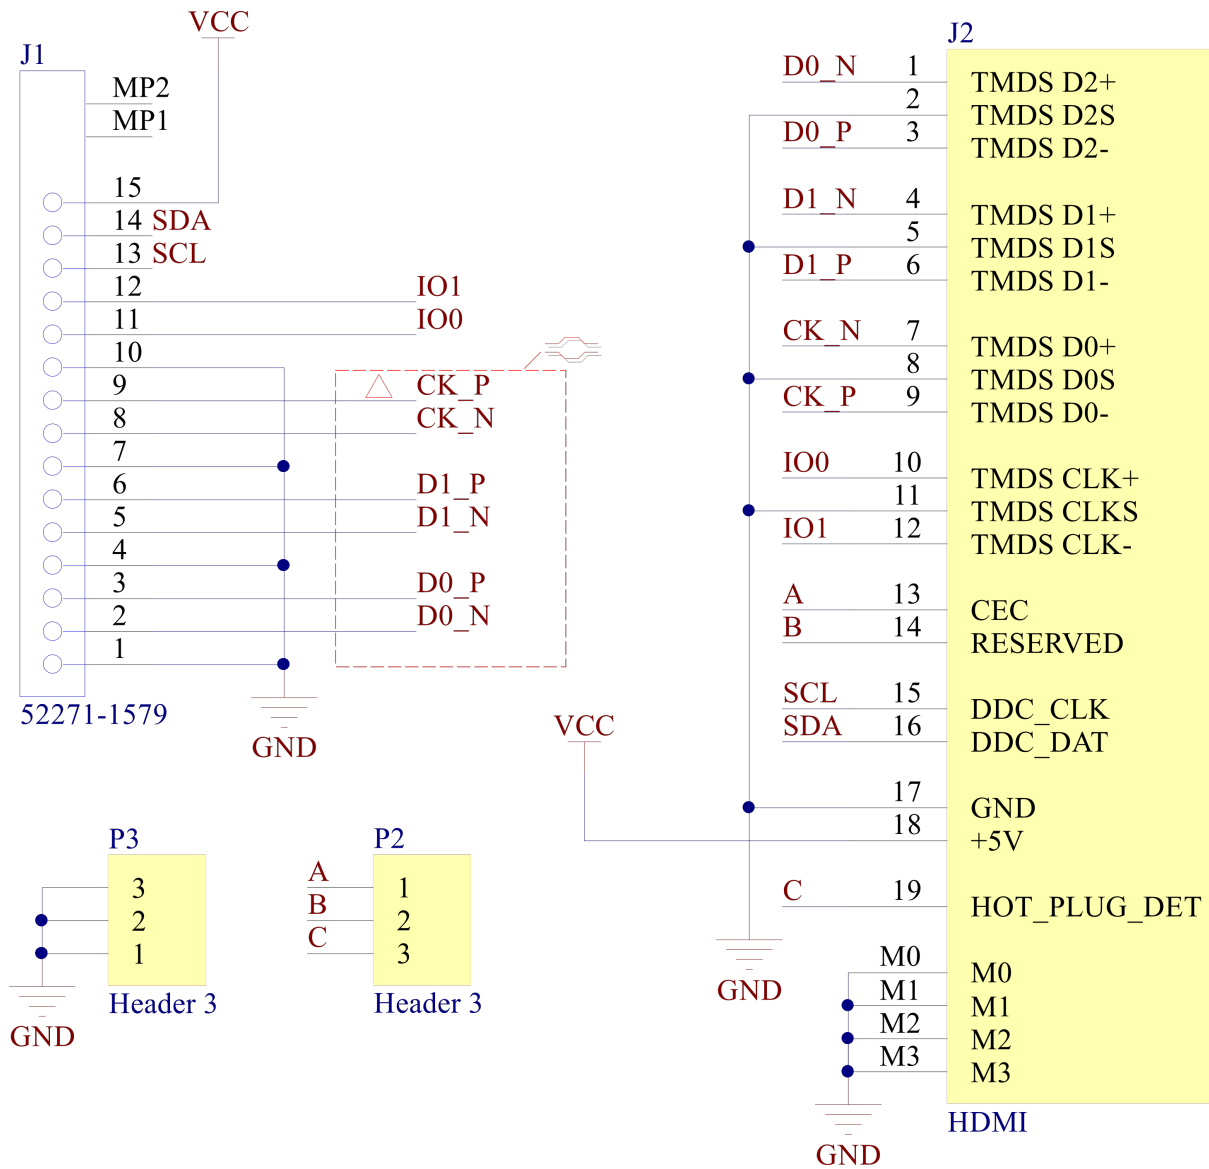 VCC
J1
MP2
MP1
15
14 SDA
13 SCL
12 IO1
11 IO0
10
9 CK_P
8 CK_N
7
6 D1_P
5 D1_N
4
3 D0_P
2 D0_N
1
52271-1579
GND
J2
D0_N 1 TMDS D2+
2 TMDS D2S
D0_P 3 TMDS D2-
D1_N 4 TMDS D1+
5 TMDS D1S
D1_P 6 TMDS D1-
CK_N 7 TMDS D0+
8 TMDS D0S
CK_P 9 TMDS D0-
IO0 10 TMDS CLK+
11 TMDS CLKS
IO1 12 TMDS CLK-
A 13 CEC
B 14 RESERVED
SCL 15 DDC_CLK
SDA 16 DDC_DAT
VCC
17 GND
18 +5V
C 19 HOT_PLUG_DET
GND
M0 M0
M1 M1
M2 M2
M3 M3
GND
HDMI
P3
3
2
1
Header 3
GND
P2
A 1
B 2
C 3
Header 3